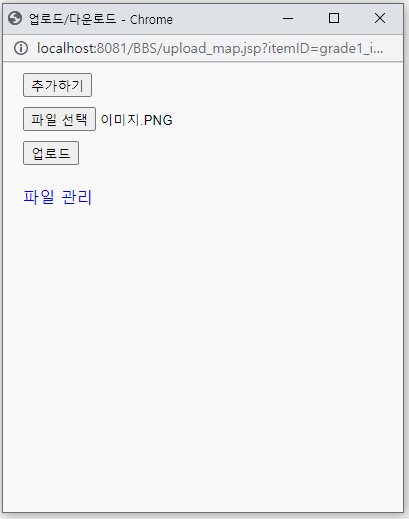 업로드/다운로드 - Chrome
localhost:8081/BBS/upload_map.jsp?itemID=grade1_i...
추가하기
파일 선택 이미지.PNG
업로드
파일 관리